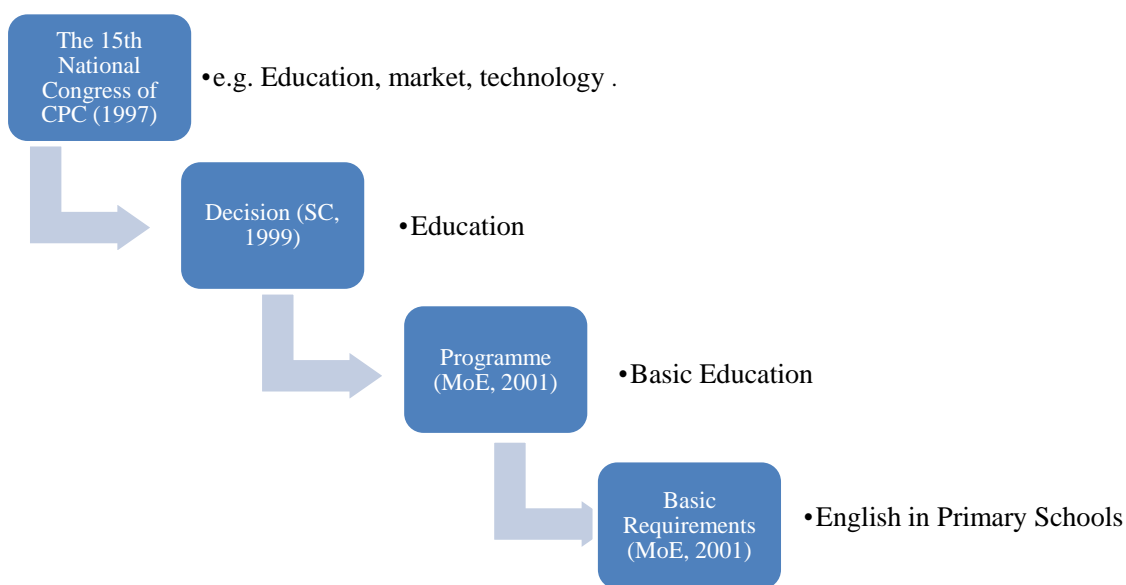 The 15th
National
Congress of
CPC (1997)
•e.g. Education, market, technology .
Decision (SC,
1999)
•Education
Programme
(MoE, 2001)
•Basic Education
Basic
Requirements
(MoE, 2001)
•English in Primary Schools